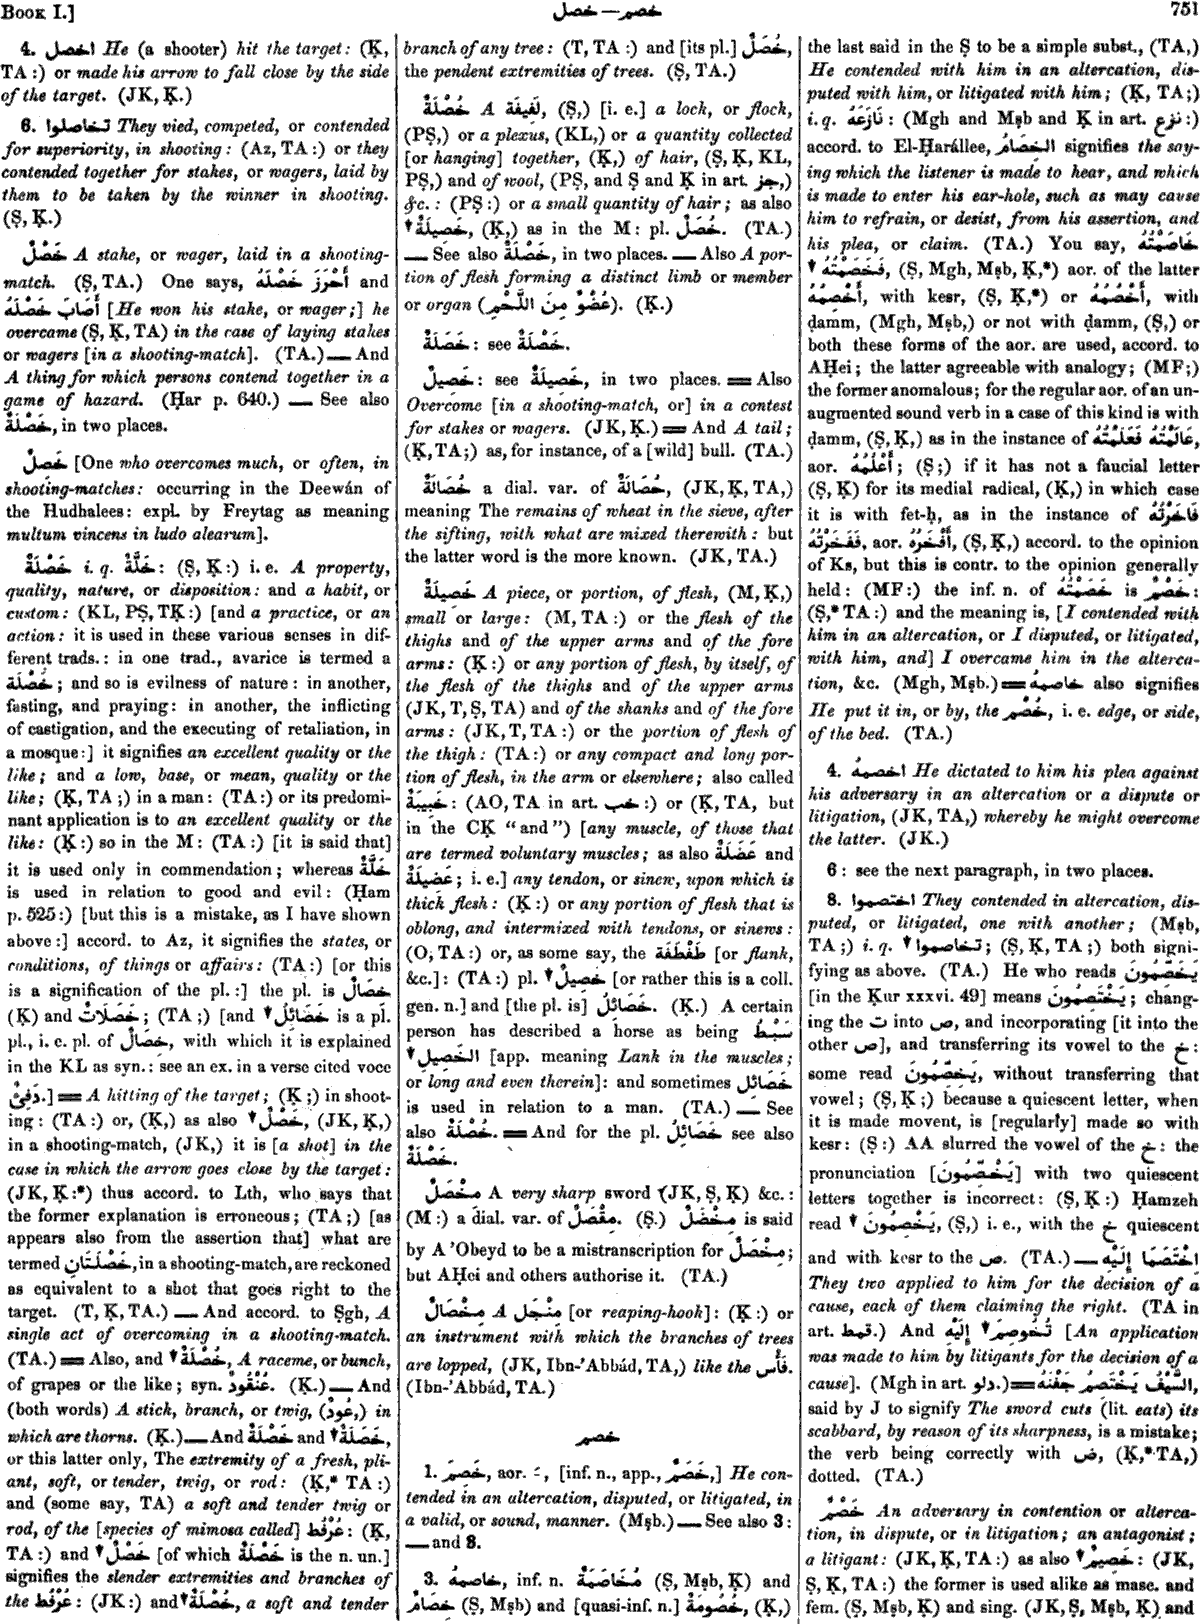 BOOK I.]
خصل — خصم
751
4. اخصل He (a shooter) hit the target: (Ḳ,
TA:) or made his arrow to fall close by the side
of the target. (JK, Ḳ.)
6. تخاصلوا They vied, competed, or contended
for superiority, in shooting: (Az, TA:) or they
contended together for stakes, or wagers, laid by
them to be taken by the winner in shooting.
(Ṣ, Ḳ.)
خَصْلٌ A stake, or wager, laid in a shooting-
match. (Ṣ, TA.) One says, أَحْرَزَ خَصْلَهُ and
أَصَابَ خَصْلَهُ [He won his stake, or wager;] he
overcame (Ṣ, Ḳ, TA) in the case of laying stakes
or wagers [in a shooting-match]. (TA.) — And
A thing for which persons contend together in a
game of hazard. (Ḥar p. 640.) — See also
خَصْلَةٌ, in two places.
خَصِلٌ [One who overcomes much, or often, in
shooting-matches: occurring in the Deewán of
the Hudhalees: expl. by Freytag as meaning
multum vincens in ludo alearum].
خَصْلَةٌ i. q. خَلَّةٌ: (Ṣ, Ḳ:) i. e. A property,
quality, nature, or disposition: and a habit, or
custom: (KL, PṢ, TḲ:) [and a practice, or an
action: it is used in these various senses in dif-
ferent trads.: in one trad., avarice is termed a
خَصْلَة; and so is evilness of nature: in another,
fasting, and praying: in another, the inflicting
of castigation, and the executing of retaliation, in
a mosque:] it signifies an excellent quality or the
like; and a low, base, or mean, quality or the
like; (Ḳ, TA;) in a man: (TA:) or its predomi-
nant application is to an excellent quality or the
like: (Ḳ:) so in the M: (TA:) [it is said that]
it is used only in commendation; whereas خَلَّةٌ
is used in relation to good and evil: (Ḥam
p. 525:) [but this is a mistake, as I have shown
above:] accord. to Az, it signifies the states, or
conditions, of things or affairs: (TA:) [or this
is a signification of the pl.:] the pl. is خِصَالٌ
(Ḳ) and خَصَلَاتٌ; (TA;) [and ▼ خَصَائِلُ is a pl.
pl., i. e. pl. of خِصَالٌ, with which it is explained
in the KL as syn.: see an ex. in a verse cited voce
دَفِئٌ.] ══ A hitting of the target; (Ḳ;) in shoot-
ing: (TA:) or, (Ḳ,) as also ▼ خَصْلٌ, (JK, Ḳ,)
in a shooting-match, (JK,) it is [a shot] in the
case in which the arrow goes close by the target:
(JK, Ḳ:*) thus accord. to Lth, who says that
the former explanation is erroneous; (TA;) [as
appears also from the assertion that] what are
termed خَصْلَتَانِ, in a shooting-match, are reckoned
as equivalent to a shot that goes right to the
target. (T, Ḳ, TA.) — And accord. to Ṣgh, A
single act of overcoming in a shooting-match.
(TA.) ══ Also, and ▼ خُصْلَةٌ, A raceme, or bunch,
of grapes or the like; syn. عُنْقُودٌ. (Ḳ.) — And
(both words) A stick, branch, or twig, (عُودٌ,) in
which are thorns. (Ḳ.) — And خَصْلَةٌ and ▼ خُصْلَةٌ,
or this latter only, The extremity of a fresh, pli-
ant, soft, or tender, twig, or rod: (Ḳ,* TA:)
and (some say, TA) a soft and tender twig or
rod, of the [species of mimosa called] عُرْفُط: (Ḳ,
TA:) and ▼ خَصْلٌ [of which خَصْلَةٌ is the n. un.]
signifies the slender extremities and branches of
the عُرْفُط: (JK:) and ▼ خُصْلَةٌ, a soft and tender
branch of any tree: (T, TA:) and [its pl.] خُصَلٌ,
the pendent extremities of trees. (Ṣ, TA.)
خُصْلَةٌ A لَفِيفَة, (Ṣ,) [i. e.] a lock, or flock,
(PṢ,) or a plexus, (KL,) or a quantity collected
[or hanging] together, (Ḳ,) of hair, (Ṣ, Ḳ, KL,
PṢ,) and of wool, (PṢ, and Ṣ and Ḳ in art. جز,)
&c.: (PṢ:) or a small quantity of hair; as also
▼ خَصِيلَةٌ, (Ḳ,) as in the M: pl. خُصَلٌ. (TA.)
— See also خَصْلَةٌ, in two places. — Also A por-
tion of flesh forming a distinct limb or member
or organ (عُضْوٌ مِنَ اللَّحْمِ). (Ḳ.)
خَصَلَةٌ: see خَصْلَةٌ.
خَصِيلٌ: see خَصِيلَةٌ, in two places. ══ Also
Overcome [in a shooting-match, or] in a contest
for stakes or wagers. (JK, Ḳ.) ══ And A tail;
(Ḳ, TA;) as, for instance, of a [wild] bull. (TA.)
خُصَالَةٌ a dial. var. of حُصَالَةٌ, (JK, Ḳ, TA,)
meaning The remains of wheat in the sieve, after
the sifting, with what are mixed therewith: but
the latter word is the more known. (JK, TA.)
خَصِيلَةٌ A piece, or portion, of flesh, (M, Ḳ,)
small or large: (M, TA:) or the flesh of the
thighs and of the upper arms and of the fore
arms: (Ḳ:) or any portion of flesh, by itself, of
the flesh of the thighs and of the upper arms
(JK, T, Ṣ, TA) and of the shanks and of the fore
arms: (JK, T, TA:) or the portion of flesh of
the thigh: (TA:) or any compact and long por-
tion of flesh, in the arm or elsewhere; also called
خَبِيبَةٌ: (AO, TA in art. خب:) or (Ḳ, TA, but
in the CḲ “and”) [any muscle, of those that
are termed voluntary muscles; as also عَضَلَةٌ and
عَضِيلَةٌ; i. e.] any tendon, or sinew, upon which is
thick flesh: (Ḳ:) or any portion of flesh that is
oblong, and intermixed with tendons, or sinews:
(O, TA:) or, as some say, the طَفْطَفَة [or flank,
&c.]: (TA:) pl. ▼ خَصِيلٌ [or rather this is a coll.
gen. n.] and [the pl. is] خَصَائِلُ. (Ḳ.) A certain
person has described a horse as being سَبْطُ
الخَصِيلِ ▼ [app. meaning Lank in the muscles;
or long and even therein]: and sometimes خَصَائِل
is used in relation to a man. (TA.) — See
also خُصْلَةٌ. ══ And for the pl. خَصَائِلُ see also
خَصْلَةٌ.
مِخْصَلٌ A very sharp sword (JK, Ṣ, Ḳ) &c.:
(M:) a dial. var. of مِقْصَلٌ. (Ṣ.) مِخْضَلٌ is said
by A ’Obeyd to be a mistranscription for مِخْصَلٌ;
but AḤei and others authorise it. (TA.)
مِخْصَالٌ A مِنْجَل [or reaping-hook]: (Ḳ:) or
an instrument with which the branches of trees
are lopped, (JK, Ibn-’Abbád, TA,) like the فَأْس.
(Ibn-’Abbád, TA.)
خصم
1. خَصِمَ, aor. ـَ, [inf. n., app., خَصَمٌ,] He con-
tended in an altercation, disputed, or litigated, in
a valid, or sound, manner. (Mṣb.) — See also 3:
— and 8.
3. خاصمهُ, inf. n. مُخَاصَمَةٌ (Ṣ, Mṣb, Ḳ) and
خِصَامٌ (Ṣ, Mṣb) and [quasi-inf. n.] خُصُومَةٌ, (Ḳ,)
the last said in the Ṣ to be a simple subst., (TA,)
He contended with him in an altercation, dis-
puted with him, or litigated with him; (Ḳ, TA;)
i. q. نَازَعَهُ: (Mgh and Mṣb and Ḳ in art. نزع:)
accord. to El-Ḥarállee, الخِصَامُ signifies the say-
ing which the listener is made to hear, and which
is made to enter his ear-hole, such as may cause
him to refrain, or desist, from his assertion, and
his plea, or claim. (TA.) You say, خَاصَمْتُهُ
▼ فَخَصَمْتُهُ, (Ṣ, Mgh, Mṣb, Ḳ,*) aor. of the latter
أَخْصِمُهُ, with kesr, (Ṣ, Ḳ,*) or أَخْصُمُهُ, with
ḍamm, (Mgh, Mṣb,) or not with ḍamm, (Ṣ,) or
both these forms of the aor. are used, accord. to
AḤei; the latter agreeable with analogy; (MF;)
the former anomalous; for the regular aor. of an un-
augmented sound verb in a case of this kind is with
ḍamm, (Ṣ, Ḳ,) as in the instance of عَالَمْتُهُ فَعَلَمْتُهُ,
aor. أَعْلُمُهُ; (Ṣ;) if it has not a faucial letter
(Ṣ, Ḳ) for its medial radical, (Ḳ,) in which case
it is with fet-ḥ, as in the instance of فَاخَرْتُهُ
فَفَخَرْتُهُ, aor. أَفْخَرُهُ, (Ṣ, Ḳ,) accord. to the opinion
of Ks, but this is contr. to the opinion generally
held: (MF:) the inf. n. of خَصَمْتُهُ is خَصْمٌ:
(Ṣ,* TA:) and the meaning is, [I contended with
him in an altercation, or I disputed, or litigated,
with him, and] I overcame him in the alterca-
tion, &c. (Mgh, Mṣb.) ══ خاصمهُ also signifies
He put it in, or by, the خُصْم, i. e. edge, or side,
of the bed. (TA.)
4. اخصمهُ He dictated to him his plea against
his adversary in an altercation or a dispute or
litigation, (JK, TA,) whereby he might overcome
the latter. (JK.)
6: see the next paragraph, in two places.
8. اختصموا They contended in altercation, dis-
puted, or litigated, one with another; (Mṣb,
TA;) i. q. ▼ تخاصموا; (Ṣ, Ḳ, TA;) both signi-
fying as above. (TA.) He who reads يَخَصِّمُونَ
[in the Ḳur xxxvi. 49] means يَخْتَصِمُونَ; chang-
ing the ت into ص, and incorporating [it into the
other ص], and transferring its vowel to the خ:
some read يَخِصِّمُونَ, without transferring that
vowel; (Ṣ, Ḳ;) because a quiescent letter, when
it is made movent, is [regularly] made so with
kesr: (Ṣ:) AA slurred the vowel of the خ: the
pronunciation [يَخْصِّمُونَ] with two quiescent
letters together is incorrect: (Ṣ, Ḳ:) Ḥamzeh
read ▼ يَخْصِمُونَ, (Ṣ,) i. e., with the خ quiescent
and with kesr to the ص. (TA.) — اِخْتَصَمَا إِلَيْهِ
They two applied to him for the decision of a
cause, each of them claiming the right. (TA in
art. قمط.) And تُخُوصِمَ ▼ إِلَيْهِ [An application
was made to him by litigants for the decision of a
cause]. (Mgh in art. دلو.) ══ السَّيْفُ يَخْتَصِمُ جَفْنَهُ,
said by J to signify The sword cuts (lit. eats) its
scabbard, by reason of its sharpness, is a mistake;
the verb being correctly with ض, (Ḳ,* TA,)
dotted. (TA.)
خَصْمٌ An adversary in contention or alterca-
tion, in dispute, or in litigation; an antagonist;
a litigant: (JK, Ḳ, TA:) as also ▼ خَصِيمٌ: (JK,
Ṣ, Ḳ, TA:) the former is used alike as masc. and
fem. (Ṣ, Mṣb, Ḳ) and sing. (JK, Ṣ, Mṣb, Ḳ) and